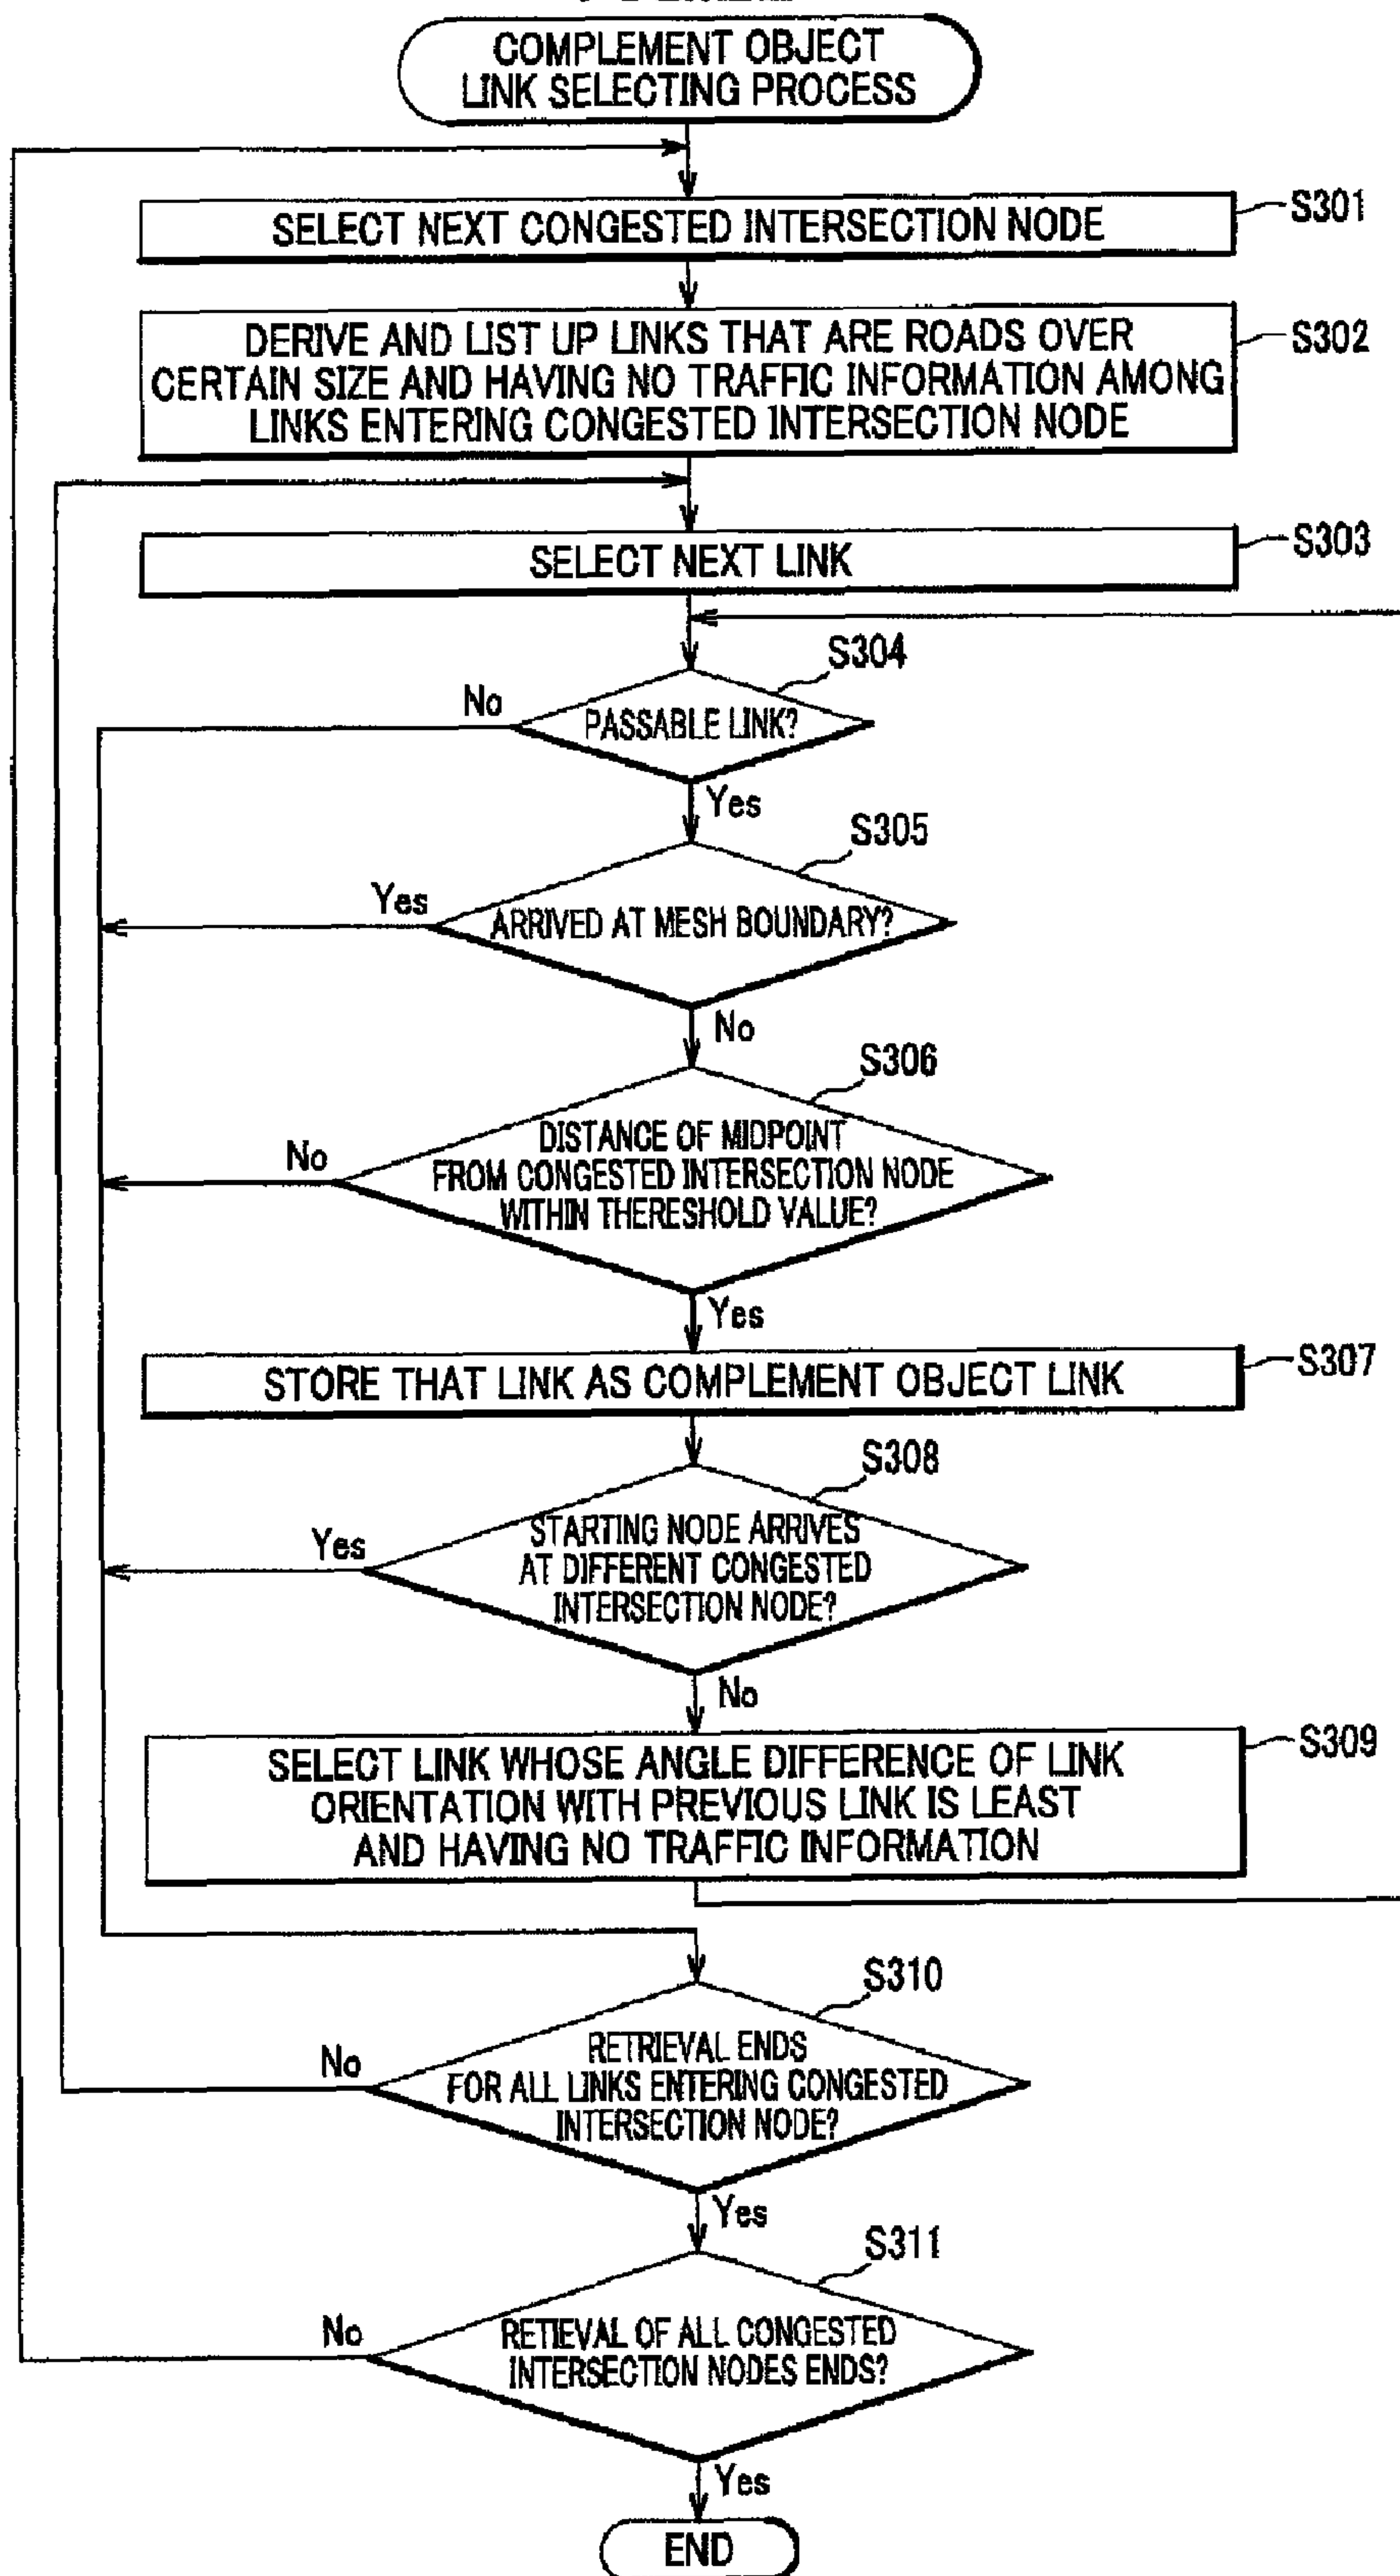 COMPLEMENT OBJECT
LINK SELECTING PROCESS
SELECT NEXT CONGESTED INTERSECTION NODE
S301
DERIVE AND LIST UP LINKS THAT ARE ROADS OVER
CERTAIN SIZE AND HAVING NO TRAFFIC INFORMATION AMONG
LINKS ENTERING CONGESTED INTERSECTION NODE
S302
SELECT NEXT LINK
S303
S304
No
PASSABLE LINK?
Yes
S305
Yes
ARRIVED AT MESH BOUNDARY?
No
S306
No
DISTANCE OF MIDPOINT
FROM CONGESTED INTERSECTION NODE
WITHIN THERESHOLD VALUE?
Yes
STORE THAT LINK AS COMPLEMENT OBJECT LINK
S307
S308
Yes
STARTING NODE ARRIVES
AT DIFFERENT CONGESTED
INTERSECTION NODE?
No
SELECT LINK WHOSE ANGLE DIFFERENCE OF LINK
ORIENTATION WITH PREVIOUS LINK IS LEAST
AND HAVING NO TRAFFIC INFORMATION
S309
S310
No
RETRIEVAL ENDS
FOR ALL LINKS ENTERING CONGESTED
INTERSECTION NODE?
Yes
S311
No
RETIEVAL OF ALL CONGESTED
INTERSECTION NODES ENDS?
Yes
END